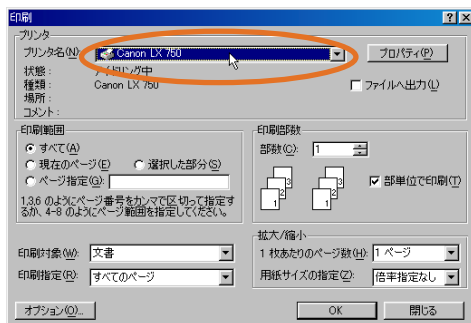 印刷
プリンタ
プリンタ名(N): Canon LX 750 プロパティ(P)
状態 : アイドリング中
種類 : Canon LX 750 ファイルへ出力(L)
場所 :
コメント :
印刷範囲
すべて(A)
現在のページ(E) 選択した部分(S)
ページ指定(G):
1,3,6 のようにページ番号をカンマで区切って指定するか、4-8 のようにページ範囲を指定してください。
印刷部数
部数(C): 1
1 2 3 1 2 3
部単位で印刷(T)
印刷対象(W): 文書
印刷指定(R): すべてのページ
拡大/縮小
1 枚あたりのページ数(H): 1 ページ
用紙サイズの指定(Z): 倍率指定なし
オプション(O)... OK 閉じる